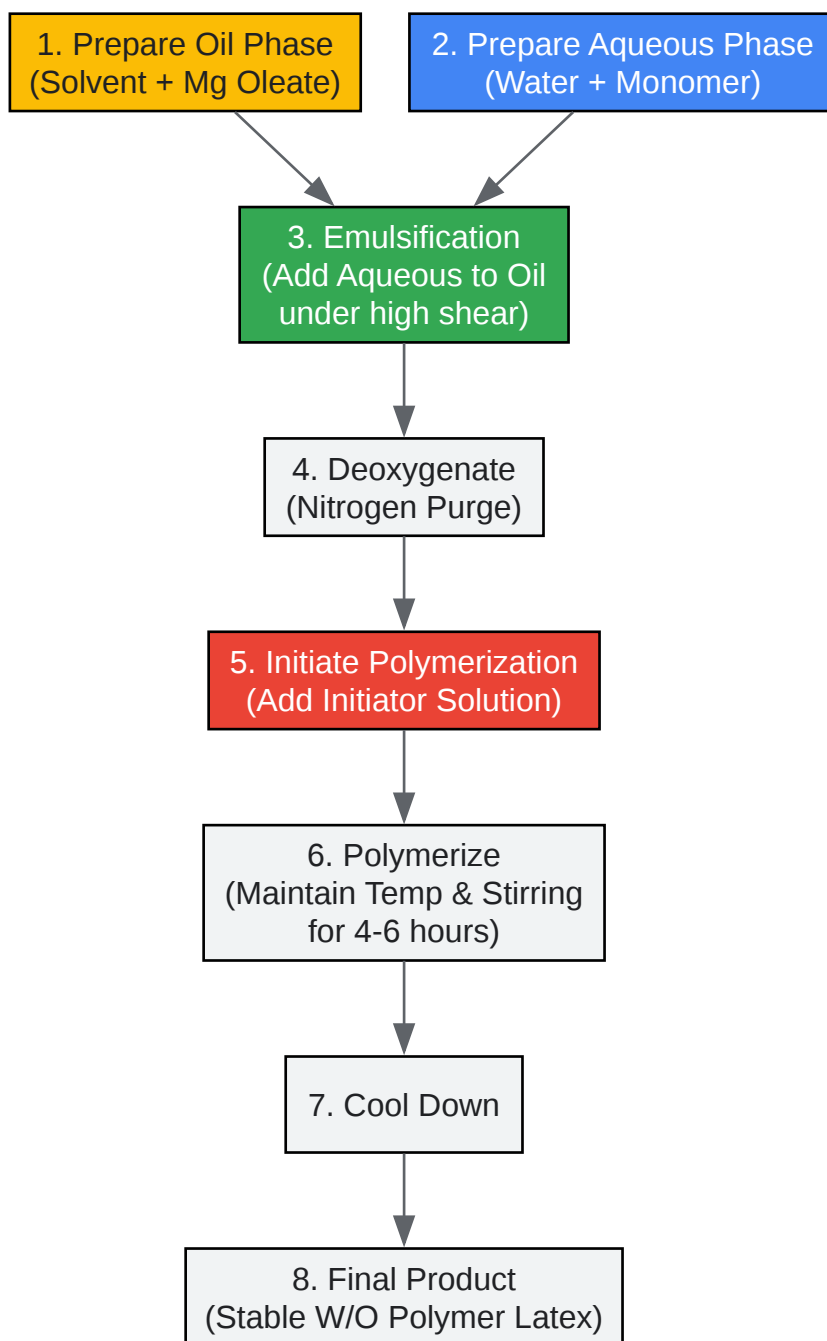 1. Prepare Oil Phase
(Solvent + Mg Oleate)
2. Prepare Aqueous Phase
(Water + Monomer)
3. Emulsification
(Add Aqueous to Oil
under high shear)
4. Deoxygenate
(Nitrogen Purge)
5. Initiate Polymerization
(Add Initiator Solution)
6. Polymerize
(Maintain Temp & Stirring
for 4-6 hours)
7. Cool Down
8. Final Product
(Stable W/O Polymer Latex)